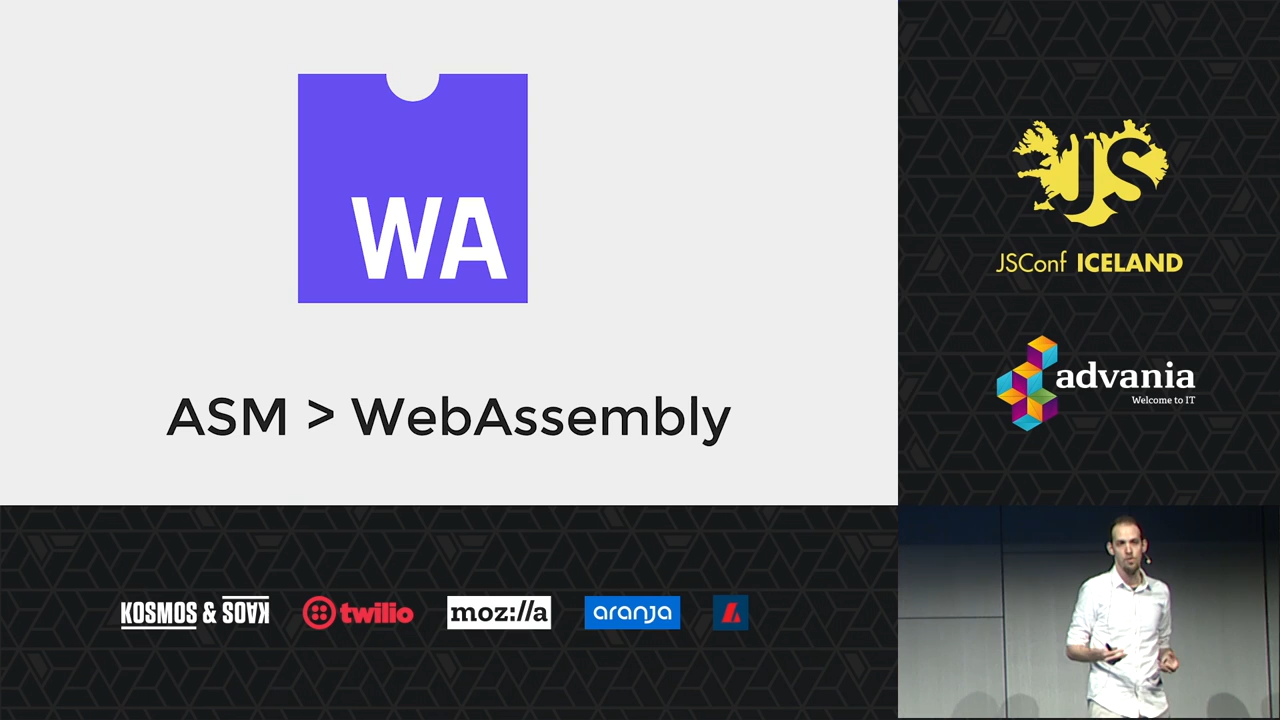 WA
ASM > WebAssembly
JS
JSConf ICELAND
advania
Welcome to IT
KOSMOS & KAOS
twilio
moz://a
aranja